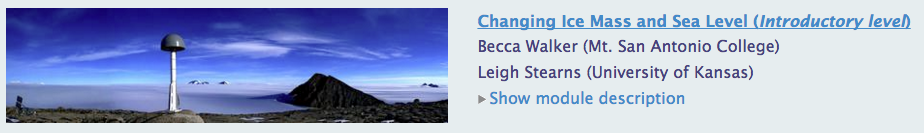 Changing Ice Mass and Sea Level (Introductory level)
Becca Walker (Mt. San Antonio College)
Leigh Stearns (University of Kansas)
▸ Show module description